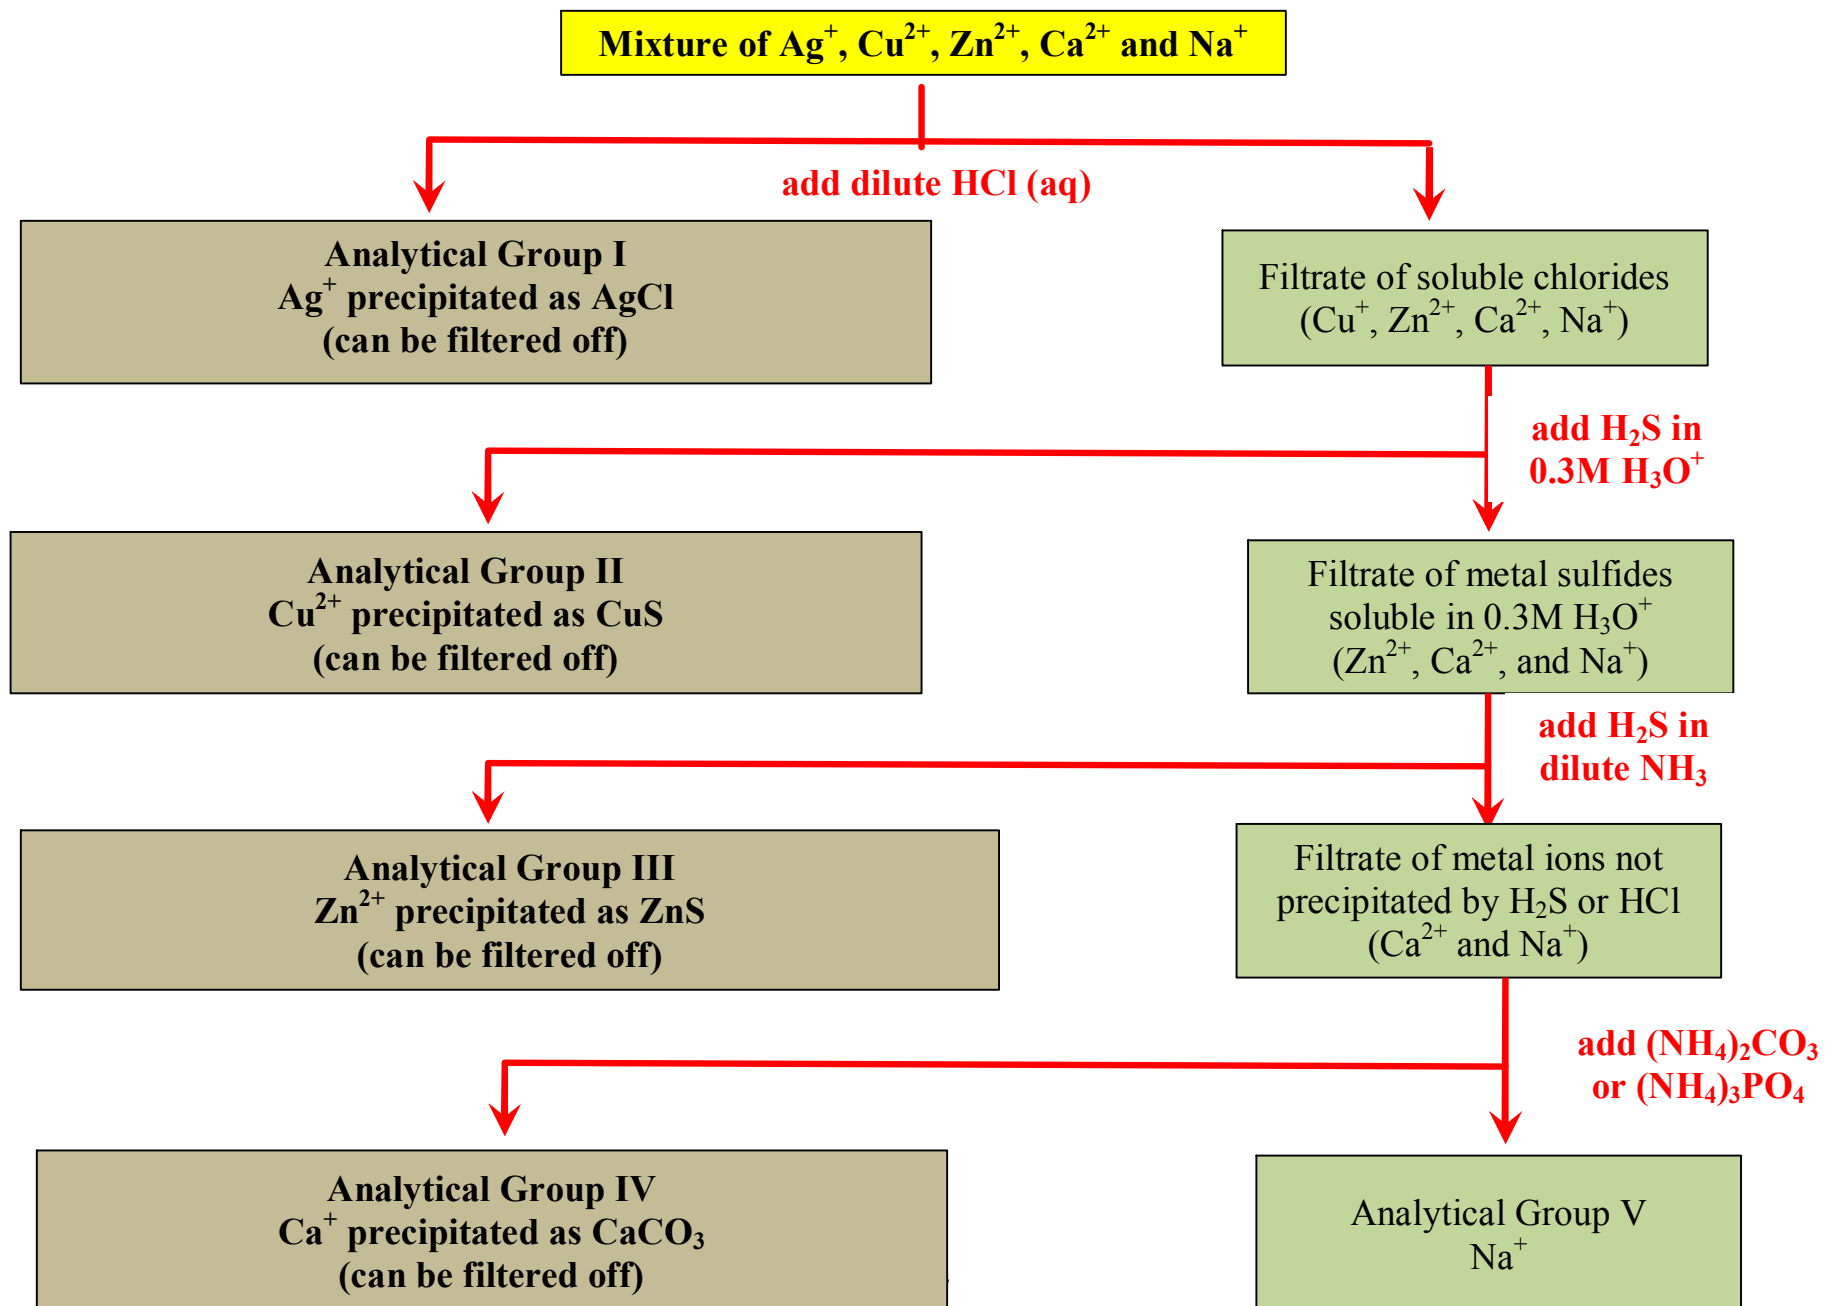 Mixture of Ag⁺, Cu²⁺, Zn²⁺, Ca²⁺ and Na⁺
add dilute HCl (aq)
Analytical Group I
Ag⁺ precipitated as AgCl
(can be filtered off)
Filtrate of soluble chlorides
(Cu⁺, Zn²⁺, Ca²⁺, Na⁺)
add H₂S in
0.3M H₃O⁺
Analytical Group II
Cu²⁺ precipitated as CuS
(can be filtered off)
Filtrate of metal sulfides
soluble in 0.3M H₃O⁺
(Zn²⁺, Ca²⁺, and Na⁺)
add H₂S in
dilute NH₃
Analytical Group III
Zn²⁺ precipitated as ZnS
(can be filtered off)
Filtrate of metal ions not
precipitated by H₂S or HCl
(Ca²⁺ and Na⁺)
add (NH₄)₂CO₃
or (NH₄)₃PO₄
Analytical Group IV
Ca⁺ precipitated as CaCO₃
(can be filtered off)
Analytical Group V
Na⁺